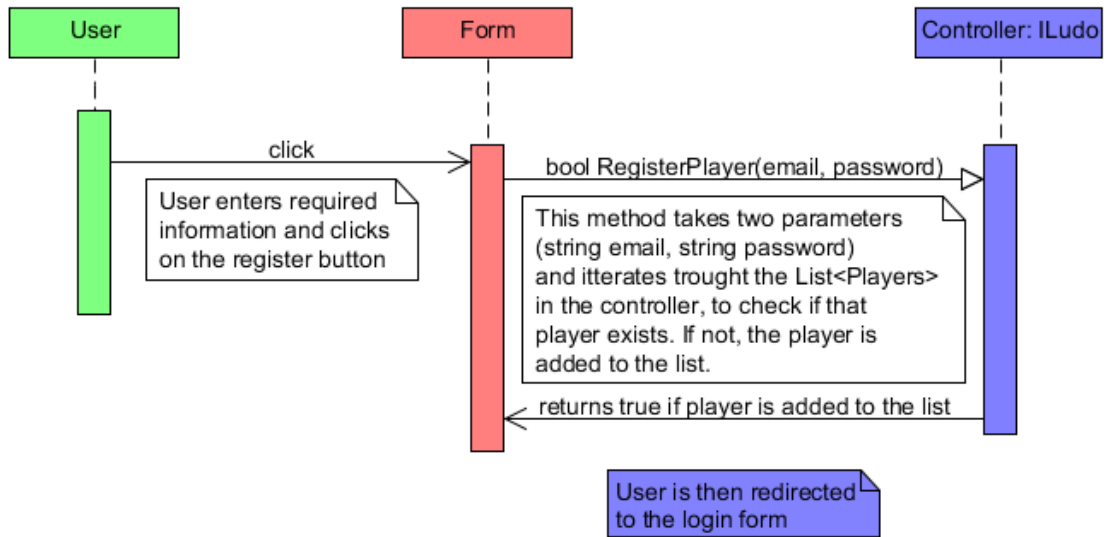 User
Form
Controller: ILudo
click
bool RegisterPlayer(email, password)
User enters required
information and clicks
on the register button
This method takes two parameters
(string email, string password)
and itterates trought the List<Players>
in the controller, to check if that
player exists. If not, the player is
added to the list.
returns true if player is added to the list
User is then redirected
to the login form